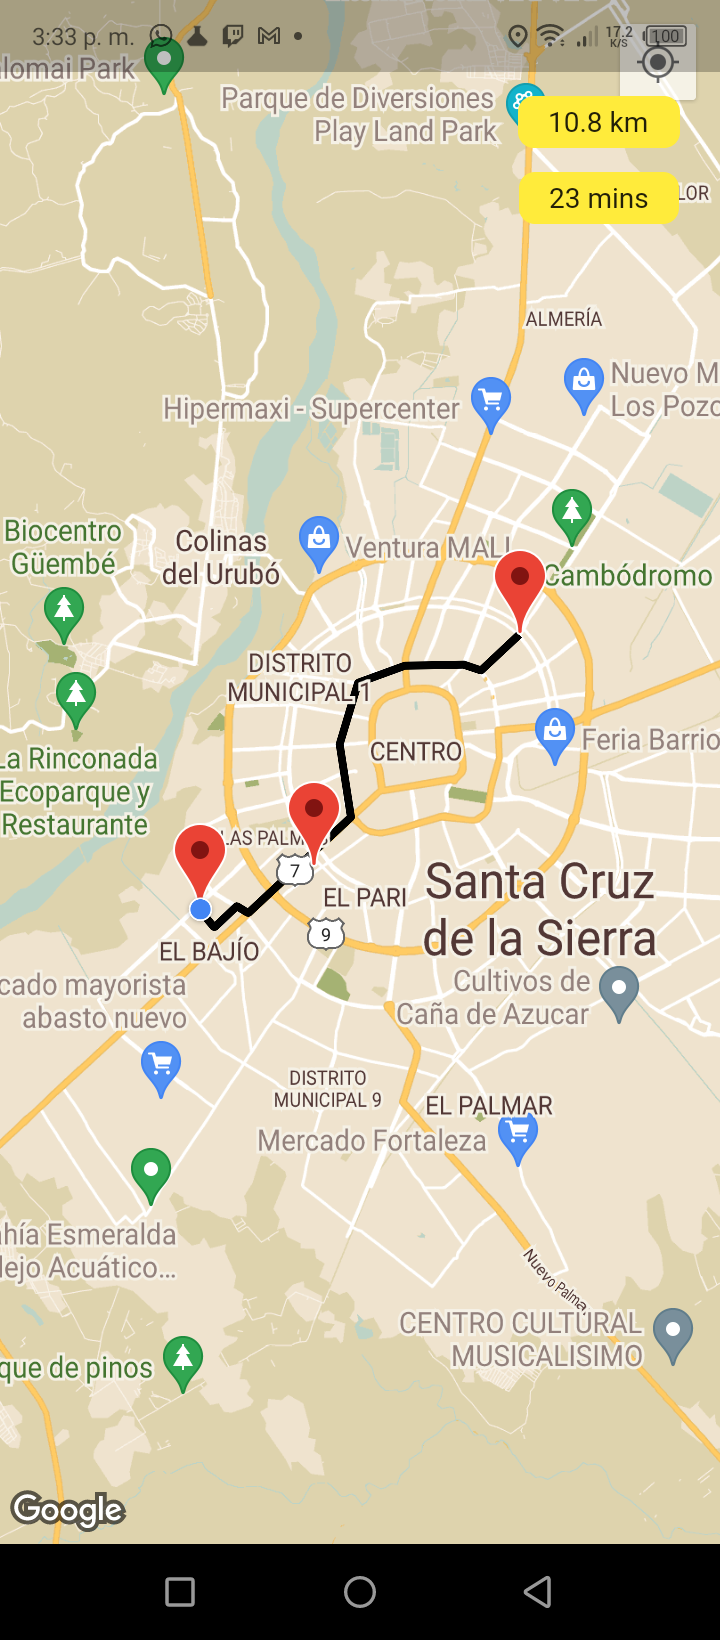 3:33 p. m.
17.2
K/S
100
lomai Park
Parque de Diversiones
Play Land Park
10.8 km
23 mins
LOR
ALMERÍA
Nuevo M
Los Pozo
Hipermaxi - Supercenter
Biocentro
Güembé
Colinas
del Urubó
Ventura MALL
Cambódromo
DISTRITO
MUNICIPAL 1
CENTRO
Feria Barrio
La Rinconada
Ecoparque y
Restaurante
LAS PALM
7
EL PARI
Santa Cruz
de la Sierra
9
EL BAJÍO
cado mayorista
abasto nuevo
Cultivos de
Caña de Azucar
DISTRITO
MUNICIPAL 9
EL PALMAR
Mercado Fortaleza
hía Esmeralda
lejo Acuático...
Nuevo Palma
CENTRO CULTURAL
MUSICALISIMO
que de pinos
Google